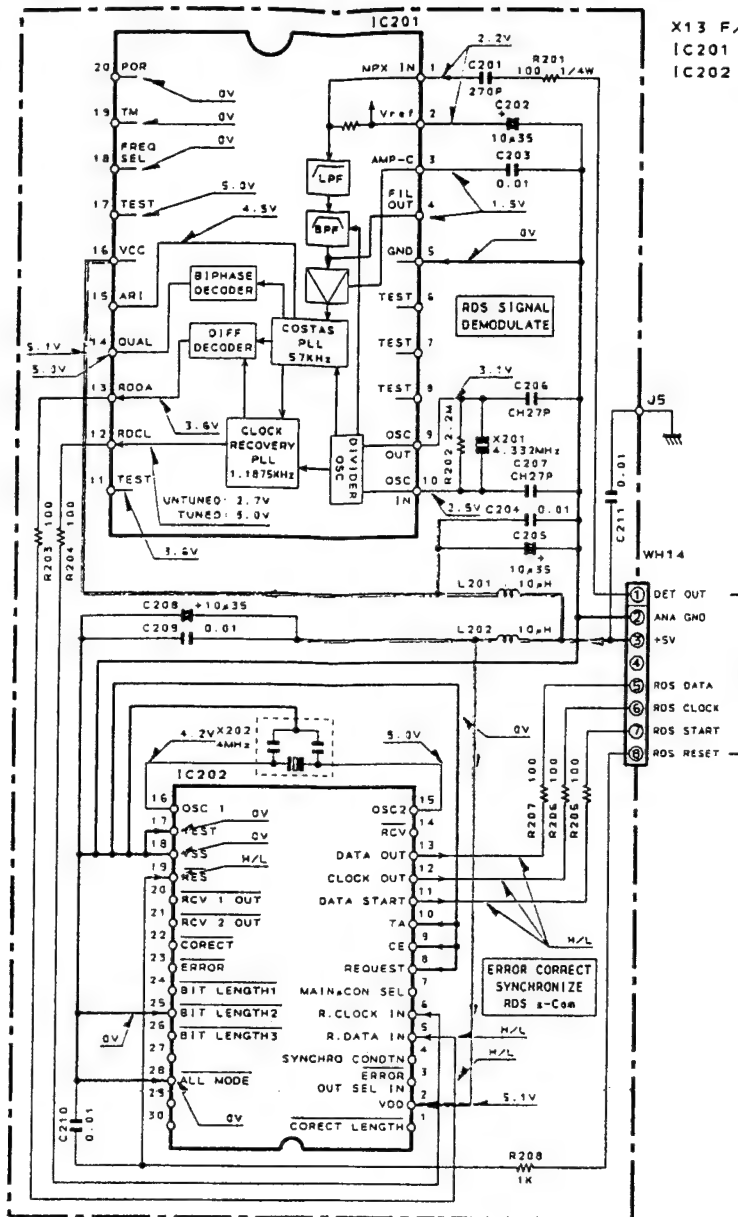 X13 F/
IC201
IC202
IC201
20 POR
0V
19 TM
0V
18 FREQ SEL
0V
17 TEST
5.0V
4.5V
16 VCC
15 ARI
5.1V
14 QUAL
5.0V
13 RDDA
3.6V
12 RDCL
UNTUNED: 2.7V
TUNED: 5.0V
11 TEST
3.6V
MPX IN 1
2.2V
C201
270P
R201
100 1/4W
Vref 2
C202
10μ35
AMP-C 3
C203
0.01
FIL OUT 4
1.5V
GND 5
0V
TEST 6
TEST 7
TEST 8
OSC OUT 9
OSC IN 10
LPF
BPF
BIPHASE DECODER
DIFF DECODER
COSTAS PLL 57KHz
CLOCK RECOVERY PLL 1.1875KHz
DIVIDER OSC
RDS SIGNAL DEMODULATE
3.1V
C206
CH27P
R202 2.2M
X201
4.332MHz
C207
CH27P
2.5V
C204 0.01
C205
10μ35
J5
C211 0.01
R203 100
R204 100
L201 10μH
L202 10μH
C208 +10μ35
C209 0.01
WH14
① DET OUT
② ANA GND
③ +5V
④
⑤ RDS DATA
⑥ RDS CLOCK
⑦ RDS START
⑧ RDS RESET
0V
4.2V
X202
4MHz
5.0V
IC202
16 OSC 1
17 TEST
0V
18 VSS
0V
19 RES
H/L
20 RCV 1 OUT
21 RCV 2 OUT
22 CORECT
23 ERROR
24 BIT LENGTH1
25 BIT LENGTH2
0V
26 BIT LENGTH3
27
28 ALL MODE
29
0V
30
OSC2 15
RCV 14
DATA OUT 13
CLOCK OUT 12
DATA START 11
TA 10
CE 9
REQUEST 8
MAIN&CON SEL 7
R.CLOCK IN 6
R.DATA IN 5
SYNCHRO CONDTN 4
ERROR OUT SEL IN 3
VDD 2
CORECT LENGTH 1
R207 100
R206 100
R205 100
H/L
ERROR CORRECT
SYNCHRONIZE
RDS μ-Com
H/L
H/L
5.1V
C210 0.01
R208
1K